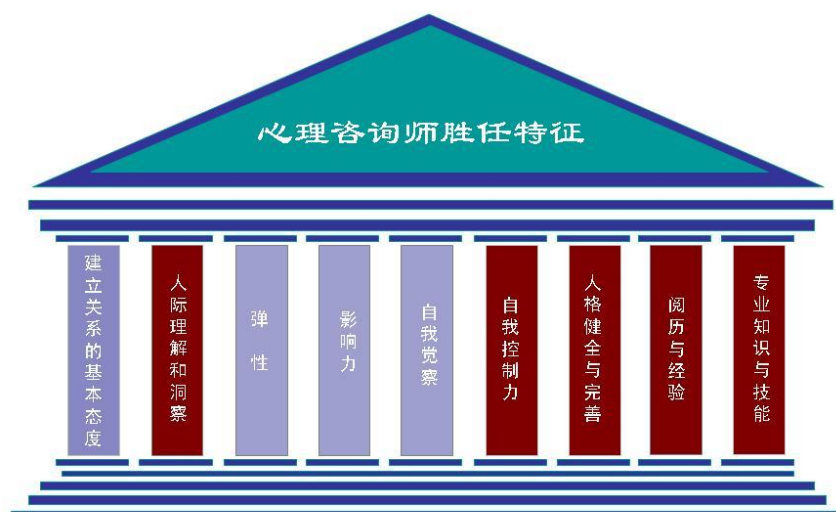 心理咨询师胜任特征
建立关系的基本态度
人际理解和洞察
弹性
影响力
自我觉察
自我控制力
人格健全与完善
阅历与经验
专业知识与技能